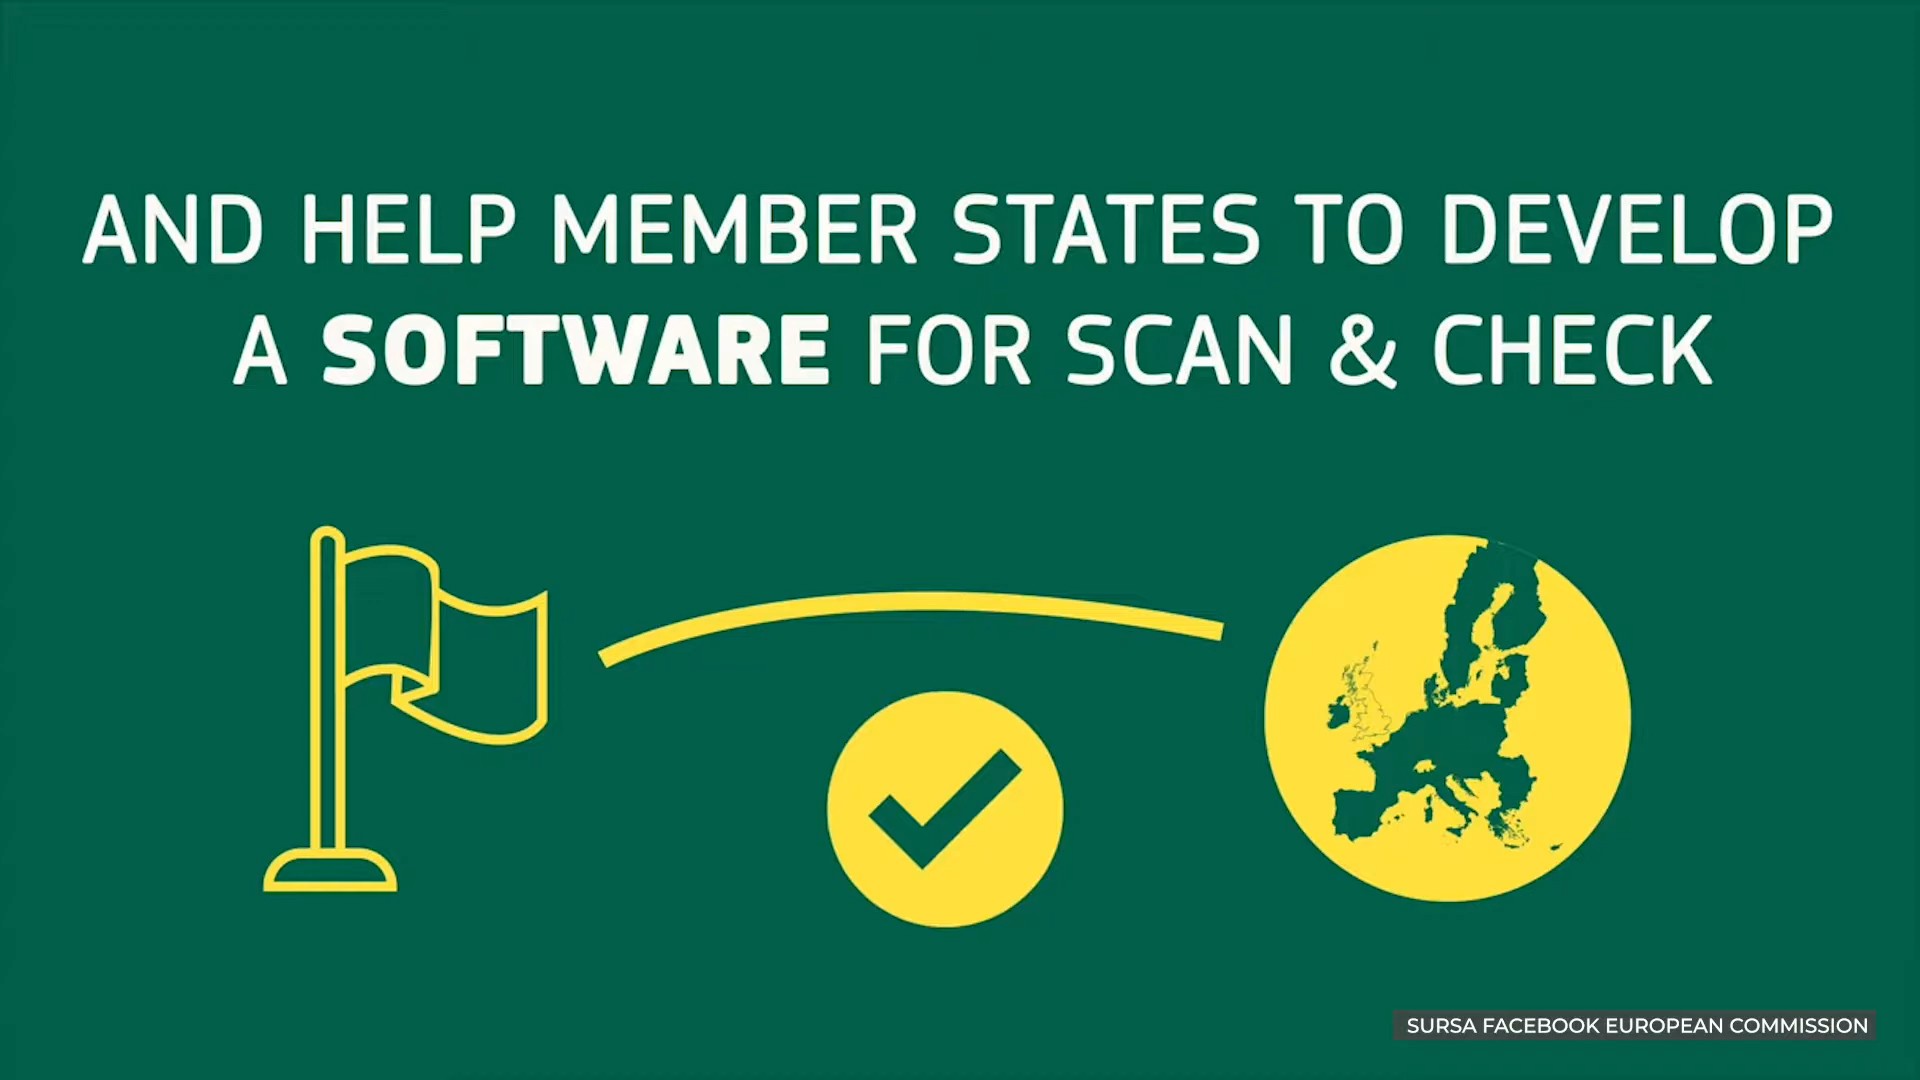 AND HELP MEMBER STATES TO DEVELOP
A SOFTWARE FOR SCAN & CHECK
SURSA FACEBOOK EUROPEAN COMMISSION